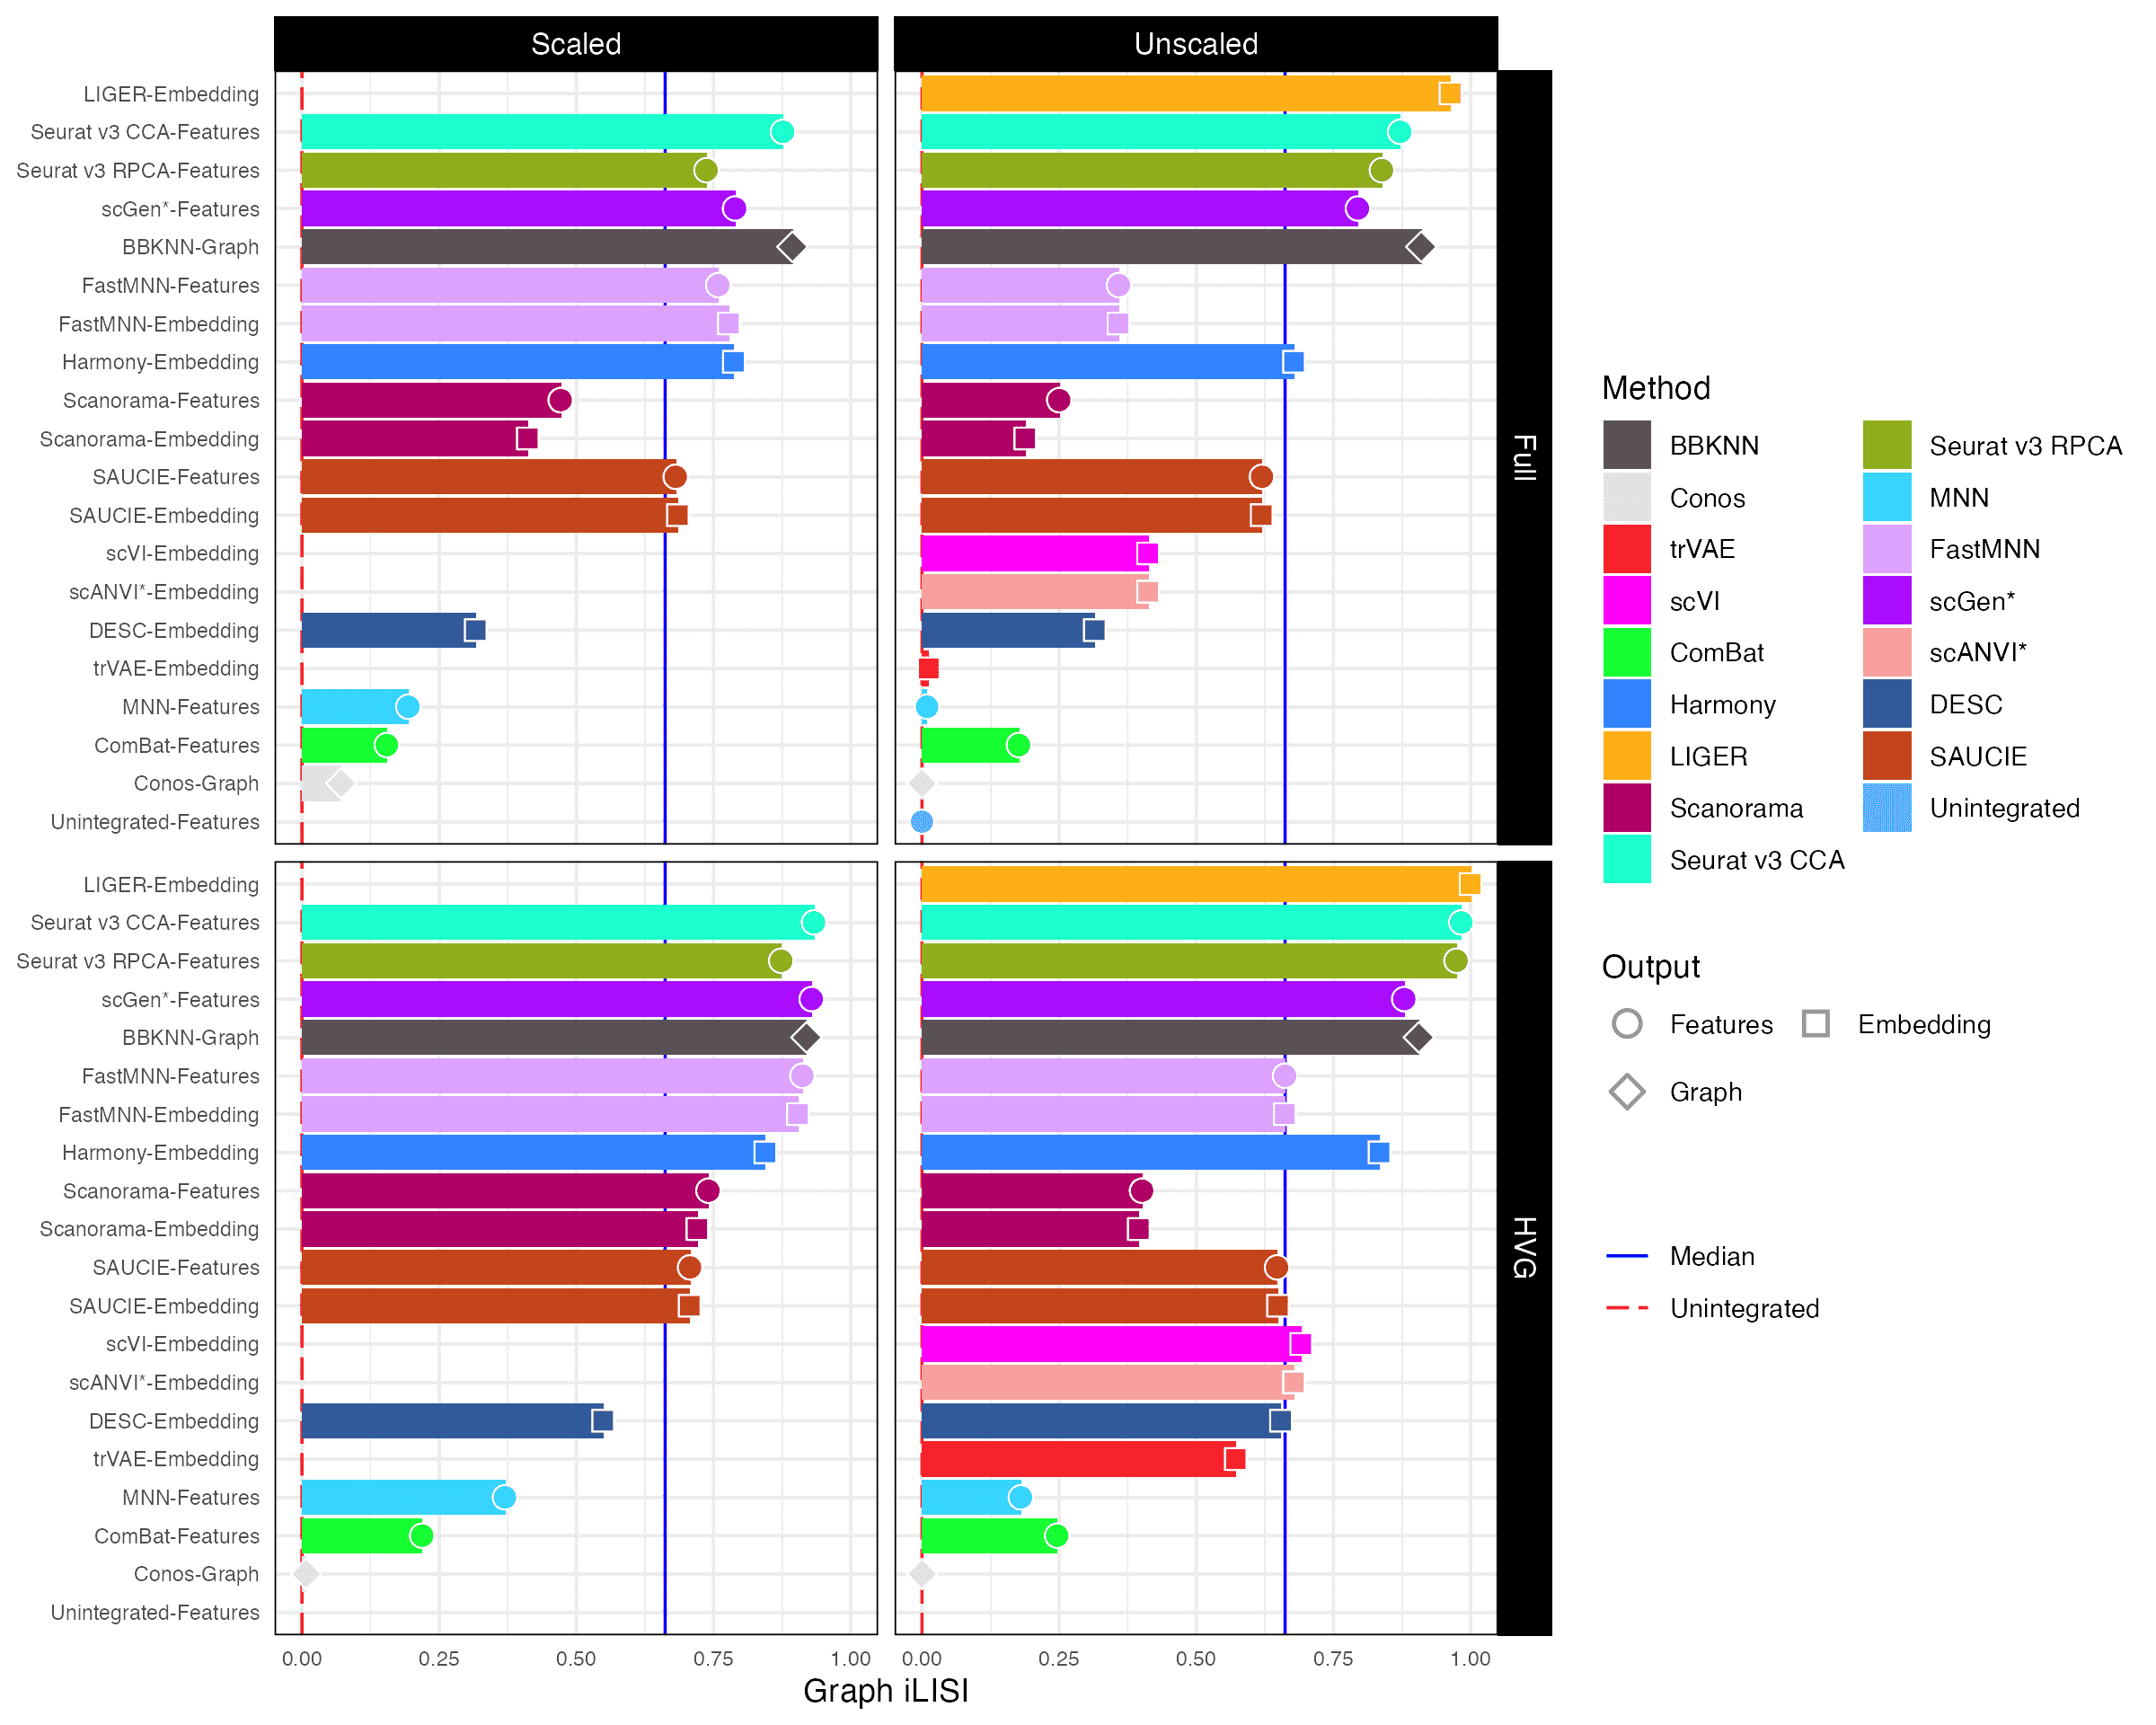 Scaled
Unscaled
LIGER-Embedding
Seurat v3 CCA-Features
Seurat v3 RPCA-Features
scGen*-Features
BBKNN-Graph
FastMNN-Features
FastMNN-Embedding
Harmony-Embedding
Scanorama-Features
Scanorama-Embedding
SAUCIE-Features
SAUCIE-Embedding
scVI-Embedding
scANVI*-Embedding
DESC-Embedding
trVAE-Embedding
MNN-Features
ComBat-Features
Conos-Graph
Unintegrated-Features
Full
LIGER-Embedding
Seurat v3 CCA-Features
Seurat v3 RPCA-Features
scGen*-Features
BBKNN-Graph
FastMNN-Features
FastMNN-Embedding
Harmony-Embedding
Scanorama-Features
Scanorama-Embedding
SAUCIE-Features
SAUCIE-Embedding
scVI-Embedding
scANVI*-Embedding
DESC-Embedding
trVAE-Embedding
MNN-Features
ComBat-Features
Conos-Graph
Unintegrated-Features
HVG
0.00 0.25 0.50 0.75 1.00
0.00 0.25 0.50 0.75 1.00
Graph iLISI
Method
BBKNN
Conos
trVAE
scVI
ComBat
Harmony
LIGER
Scanorama
Seurat v3 CCA
Seurat v3 RPCA
MNN
FastMNN
scGen*
scANVI*
DESC
SAUCIE
Unintegrated
Output
Features
Embedding
Graph
Median
Unintegrated